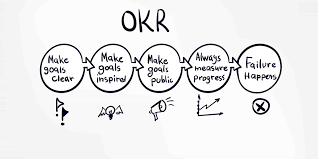 OKR
Make
goals
clear
Make
goals
inspired
Make
goals
public
Always
measure
progress
Failure
Happens